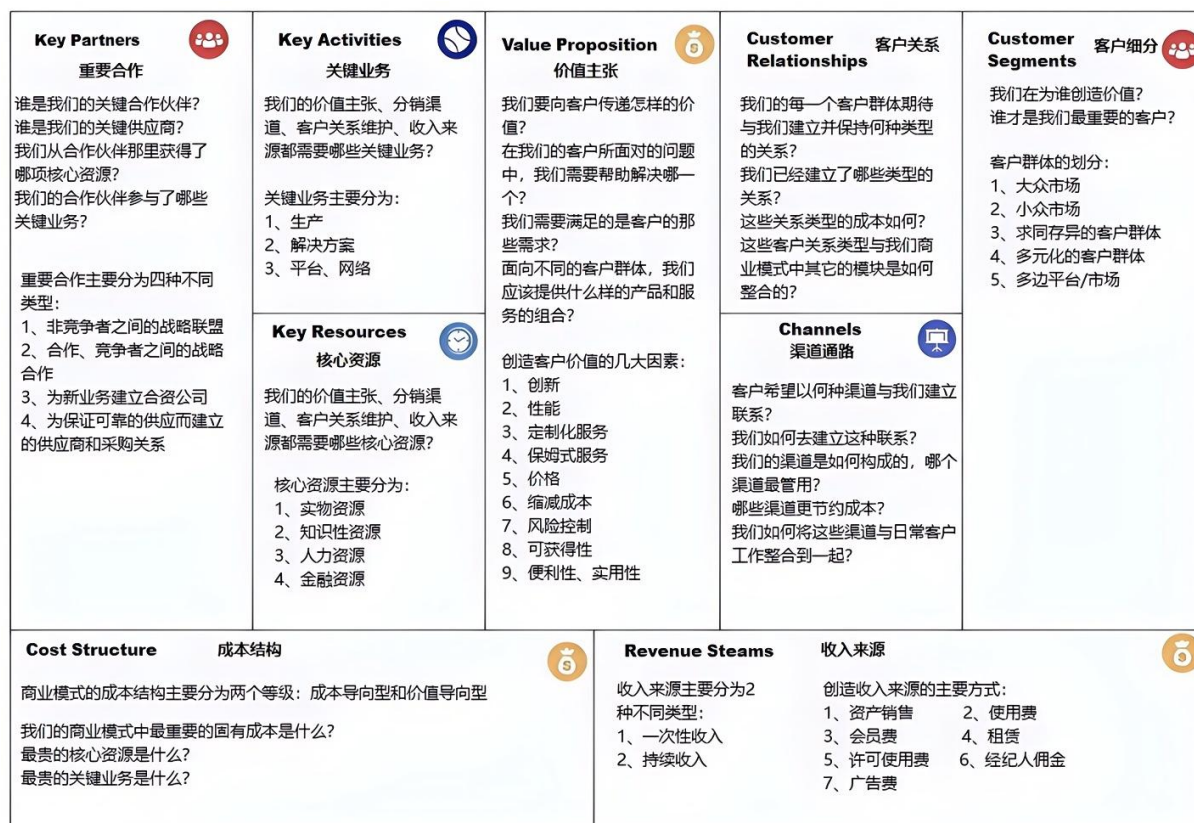 Key Partners
重要合作
谁是我们的关键合作伙伴？
谁是我们的关键供应商？
我们从合作伙伴那里获得了
哪项核心资源？
我们的合作伙伴参与了哪些
关键业务？
重要合作主要分为四种不同
类型：
1、非竞争者之间的战略联盟
2、合作、竞争者之间的战略
合作
3、为新业务建立合资公司
4、为保证可靠的供应而建立
的供应商和采购关系
Key Activities
关键业务
我们的价值主张、分销渠
道、客户关系维护、收入来
源都需要哪些关键业务？
关键业务主要分为：
1、生产
2、解决方案
3、平台、网络
Key Resources
核心资源
我们的价值主张、分销渠
道、客户关系维护、收入来
源都需要哪些核心资源？
核心资源主要分为：
1、实物资源
2、知识性资源
3、人力资源
4、金融资源
Value Proposition
价值主张
我们要向客户传递怎样的价
值？
在我们的客户所面对的问题
中，我们需要帮助解决哪一
个？
我们需要满足的是客户的那
些需求？
面向不同的客户群体，我们
应该提供什么样的产品和服
务的组合？
创造客户价值的几大因素：
1、创新
2、性能
3、定制化服务
4、保姆式服务
5、价格
6、缩减成本
7、风险控制
8、可获得性
9、便利性、实用性
Customer
Relationships 客户关系
我们的每一个客户群体期待
与我们建立并保持何种类型
的关系？
我们已经建立了哪些类型的
关系？
这些关系类型的成本如何？
这些客户关系类型与我们商
业模式中其它的模块是如何
整合的？
Channels
渠道通路
客户希望以何种渠道与我们建立
联系？
我们如何去建立这种联系？
我们的渠道是如何构成的，哪个
渠道最管用？
哪些渠道更节约成本？
我们如何将这些渠道与日常客户
工作整合到一起？
Customer
Segments 客户细分
我们在为谁创造价值？
谁才是我们最重要的客户？
客户群体的划分：
1、大众市场
2、小众市场
3、求同存异的客户群体
4、多元化的客户群体
5、多边平台/市场
Cost Structure 成本结构
商业模式的成本结构主要分为两个等级：成本导向型和价值导向型
我们的商业模式中最重要的固有成本是什么？
最贵的核心资源是什么？
最贵的关键业务是什么？
Revenue Steams 收入来源
收入来源主要分为2
种不同类型：
1、一次性收入
2、持续收入
创造收入来源的主要方式：
1、资产销售 2、使用费
3、会员费 4、租赁
5、许可使用费 6、经纪人佣金
7、广告费